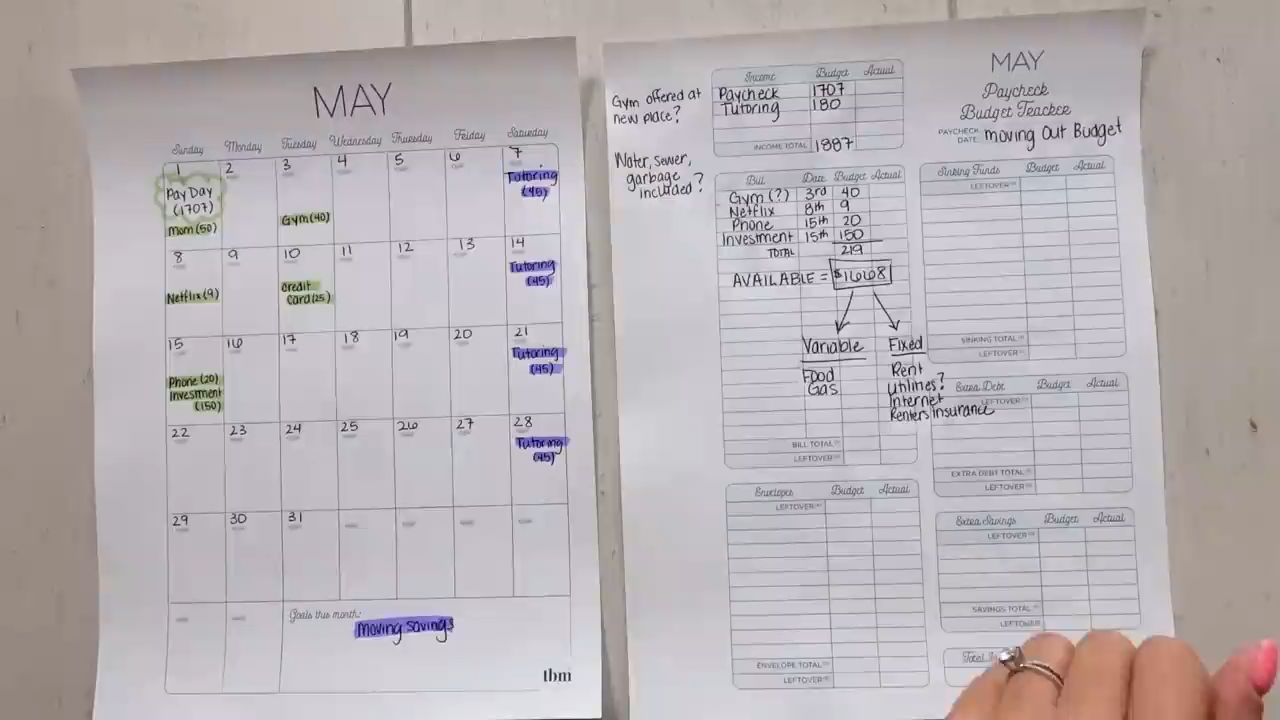 MAY
Sunday Monday Tuesday Wednesday Thursday Friday Saturday
1 2 3 4 5 6 7
Pay Day
(1707)
Mom (50)
Gym (40)
Tutoring
(45)
8 9 10 11 12 13 14
Netflix (9)
Credit
Card (25)
Tutoring
(45)
15 16 17 18 19 20 21
Phone (20)
Investment
(150)
Tutoring
(45)
22 23 24 25 26 27 28
Tutoring
(45)
29 30 31
Goals this month:
Moving Savings
tbm
Gym offered at
new place?
Water, sewer,
garbage
included?
Income Budget Actual
Paycheck 1707
Tutoring 180
INCOME TOTAL 1887
Bill Date Budget Actual
Gym (?) 3rd 40
Netflix 8th 9
Phone 15th 20
Investment 15th 150
TOTAL 219
AVAILABLE = $1668
Variable
Food
Gas
Fixed
Rent
Utilities?
Internet
Renters insurance
BILL TOTAL
LEFTOVER
Envelopes Budget Actual
LEFTOVER
ENVELOPE TOTAL
LEFTOVER
MAY
Paycheck
Budget Tracker
PAYCHECK
DATE: Moving Out Budget
Sinking Funds Budget Actual
LEFTOVER
SINKING TOTAL
LEFTOVER
Extra Debt Budget Actual
LEFTOVER
EXTRA DEBT TOTAL
LEFTOVER
Extra Savings Budget Actual
LEFTOVER
SAVINGS TOTAL
LEFTOVER
Total